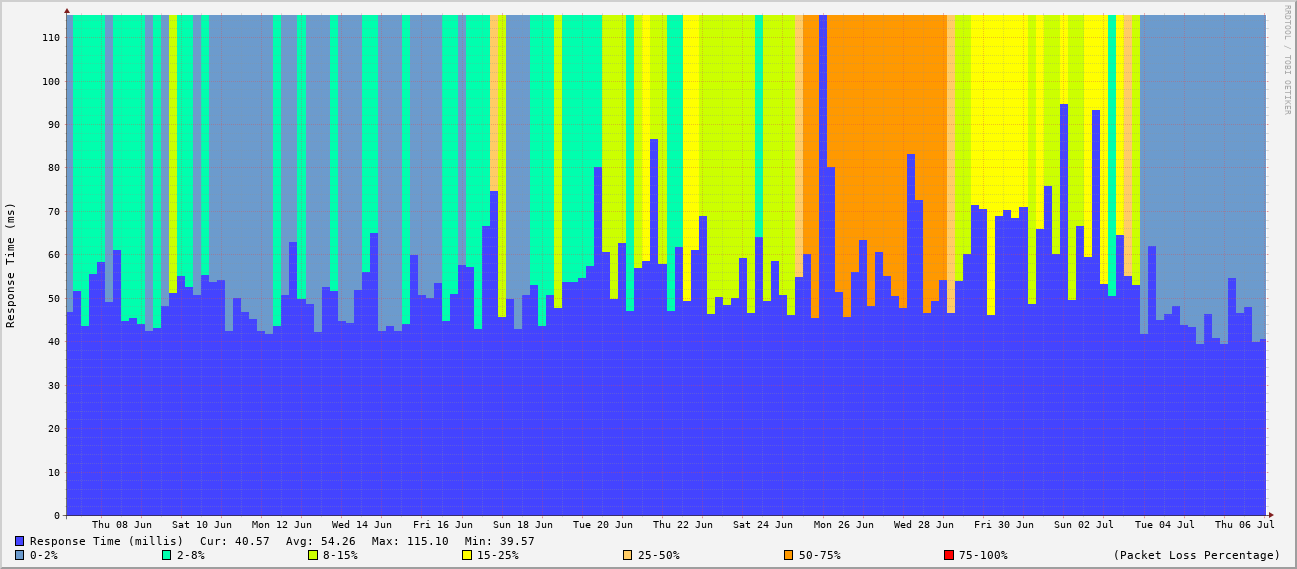 RRDTOOL / TOBI OETIKER
Response Time (ms)
110
100
90
80
70
60
50
40
30
20
10
0
Thu 08 Jun Sat 10 Jun Mon 12 Jun Wed 14 Jun Fri 16 Jun Sun 18 Jun Tue 20 Jun Thu 22 Jun Sat 24 Jun Mon 26 Jun Wed 28 Jun Fri 30 Jun Sun 02 Jul Tue 04 Jul Thu 06 Jul
Response Time (millis) Cur: 40.57 Avg: 54.26 Max: 115.10 Min: 39.57
0-2% 2-8% 8-15% 15-25% 25-50% 50-75% 75-100% (Packet Loss Percentage)